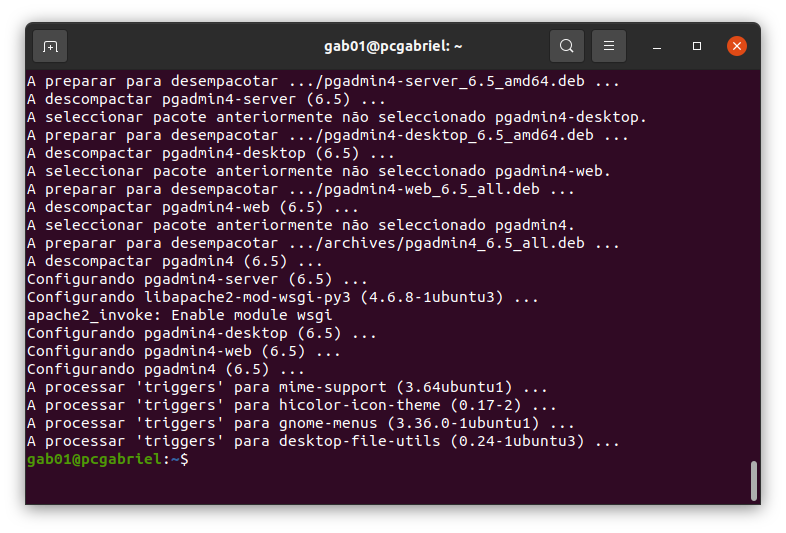 gab01@pcgabriel: ~
A preparar para desempacotar .../pgadmin4-server_6.5_amd64.deb ...
A descompactar pgadmin4-server (6.5) ...
A seleccionar pacote anteriormente não seleccionado pgadmin4-desktop.
A preparar para desempacotar .../pgadmin4-desktop_6.5_amd64.deb ...
A descompactar pgadmin4-desktop (6.5) ...
A seleccionar pacote anteriormente não seleccionado pgadmin4-web.
A preparar para desempacotar .../pgadmin4-web_6.5_all.deb ...
A descompactar pgadmin4-web (6.5) ...
A seleccionar pacote anteriormente não seleccionado pgadmin4.
A preparar para desempacotar .../archives/pgadmin4_6.5_all.deb ...
A descompactar pgadmin4 (6.5) ...
Configurando pgadmin4-server (6.5) ...
Configurando libapache2-mod-wsgi-py3 (4.6.8-1ubuntu3) ...
apache2_invoke: Enable module wsgi
Configurando pgadmin4-desktop (6.5) ...
Configurando pgadmin4-web (6.5) ...
Configurando pgadmin4 (6.5) ...
A processar 'triggers' para mime-support (3.64ubuntu1) ...
A processar 'triggers' para hicolor-icon-theme (0.17-2) ...
A processar 'triggers' para gnome-menus (3.36.0-1ubuntu1) ...
A processar 'triggers' para desktop-file-utils (0.24-1ubuntu3) ...
gab01@pcgabriel:~$